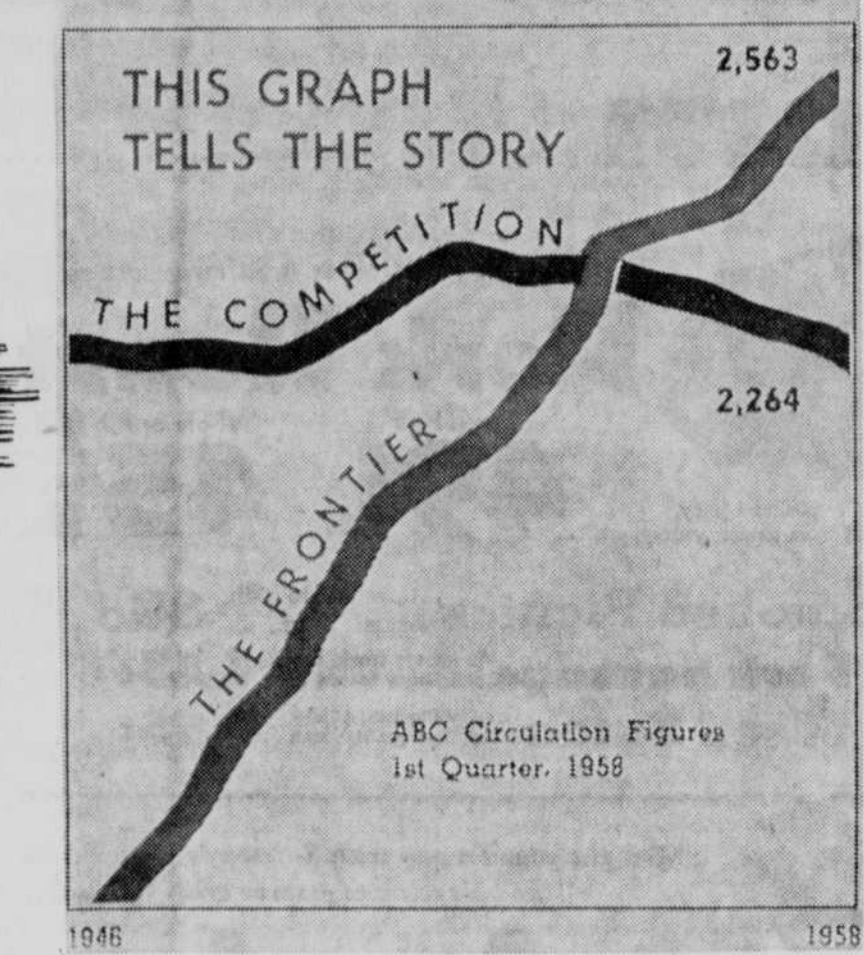 THIS GRAPH
TELLS THE STORY
2,563
THE COMPETITION
2,264
THE FRONTIER
ABC Circulation Figures
1st Quarter, 1958
1946
1958